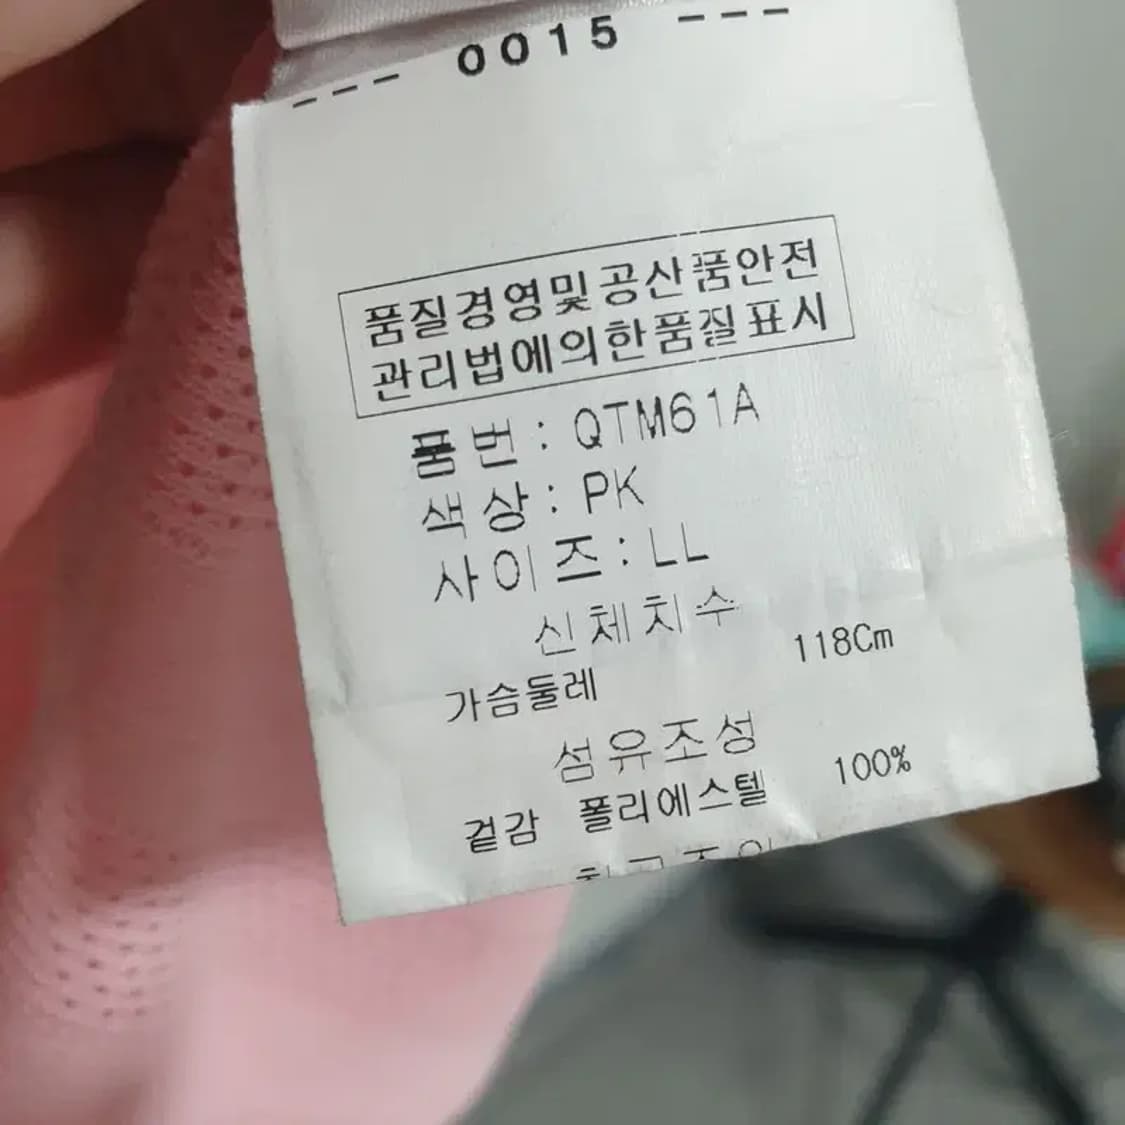 --- 0015 ---
품질경영및공산품안전
관리법에의한품질표시
품번: QTM61A
색상: PK
사이즈: LL
신체치수
가슴둘레 118Cm
섬유조성
겉감 폴리에스텔 100%